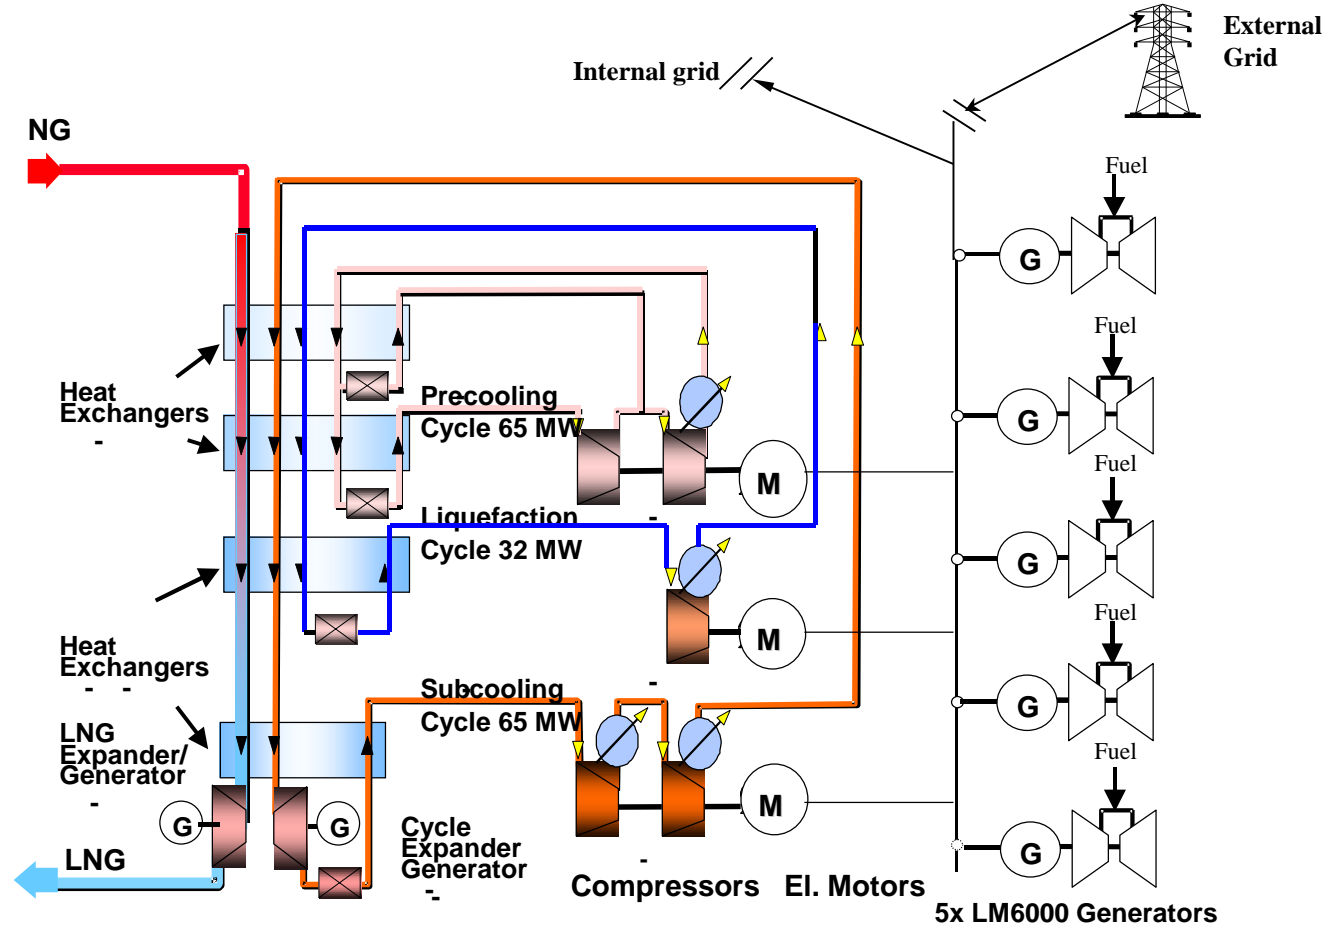 External
Grid
Internal grid
NG
Fuel
G
Fuel
Heat
Exchangers
-
Precooling
Cycle 65 MW
G
M
Fuel
Liquefaction
-
Cycle 32 MW
G
Fuel
M
Heat
Exchangers
- -
Subcooling
-
Cycle 65 MW
G
Fuel
LNG
Expander/
Generator
-
M
G
G
Cycle
Expander
Generator
-
G
LNG
-
Compressors
El. Motors
5x LM6000 Generators